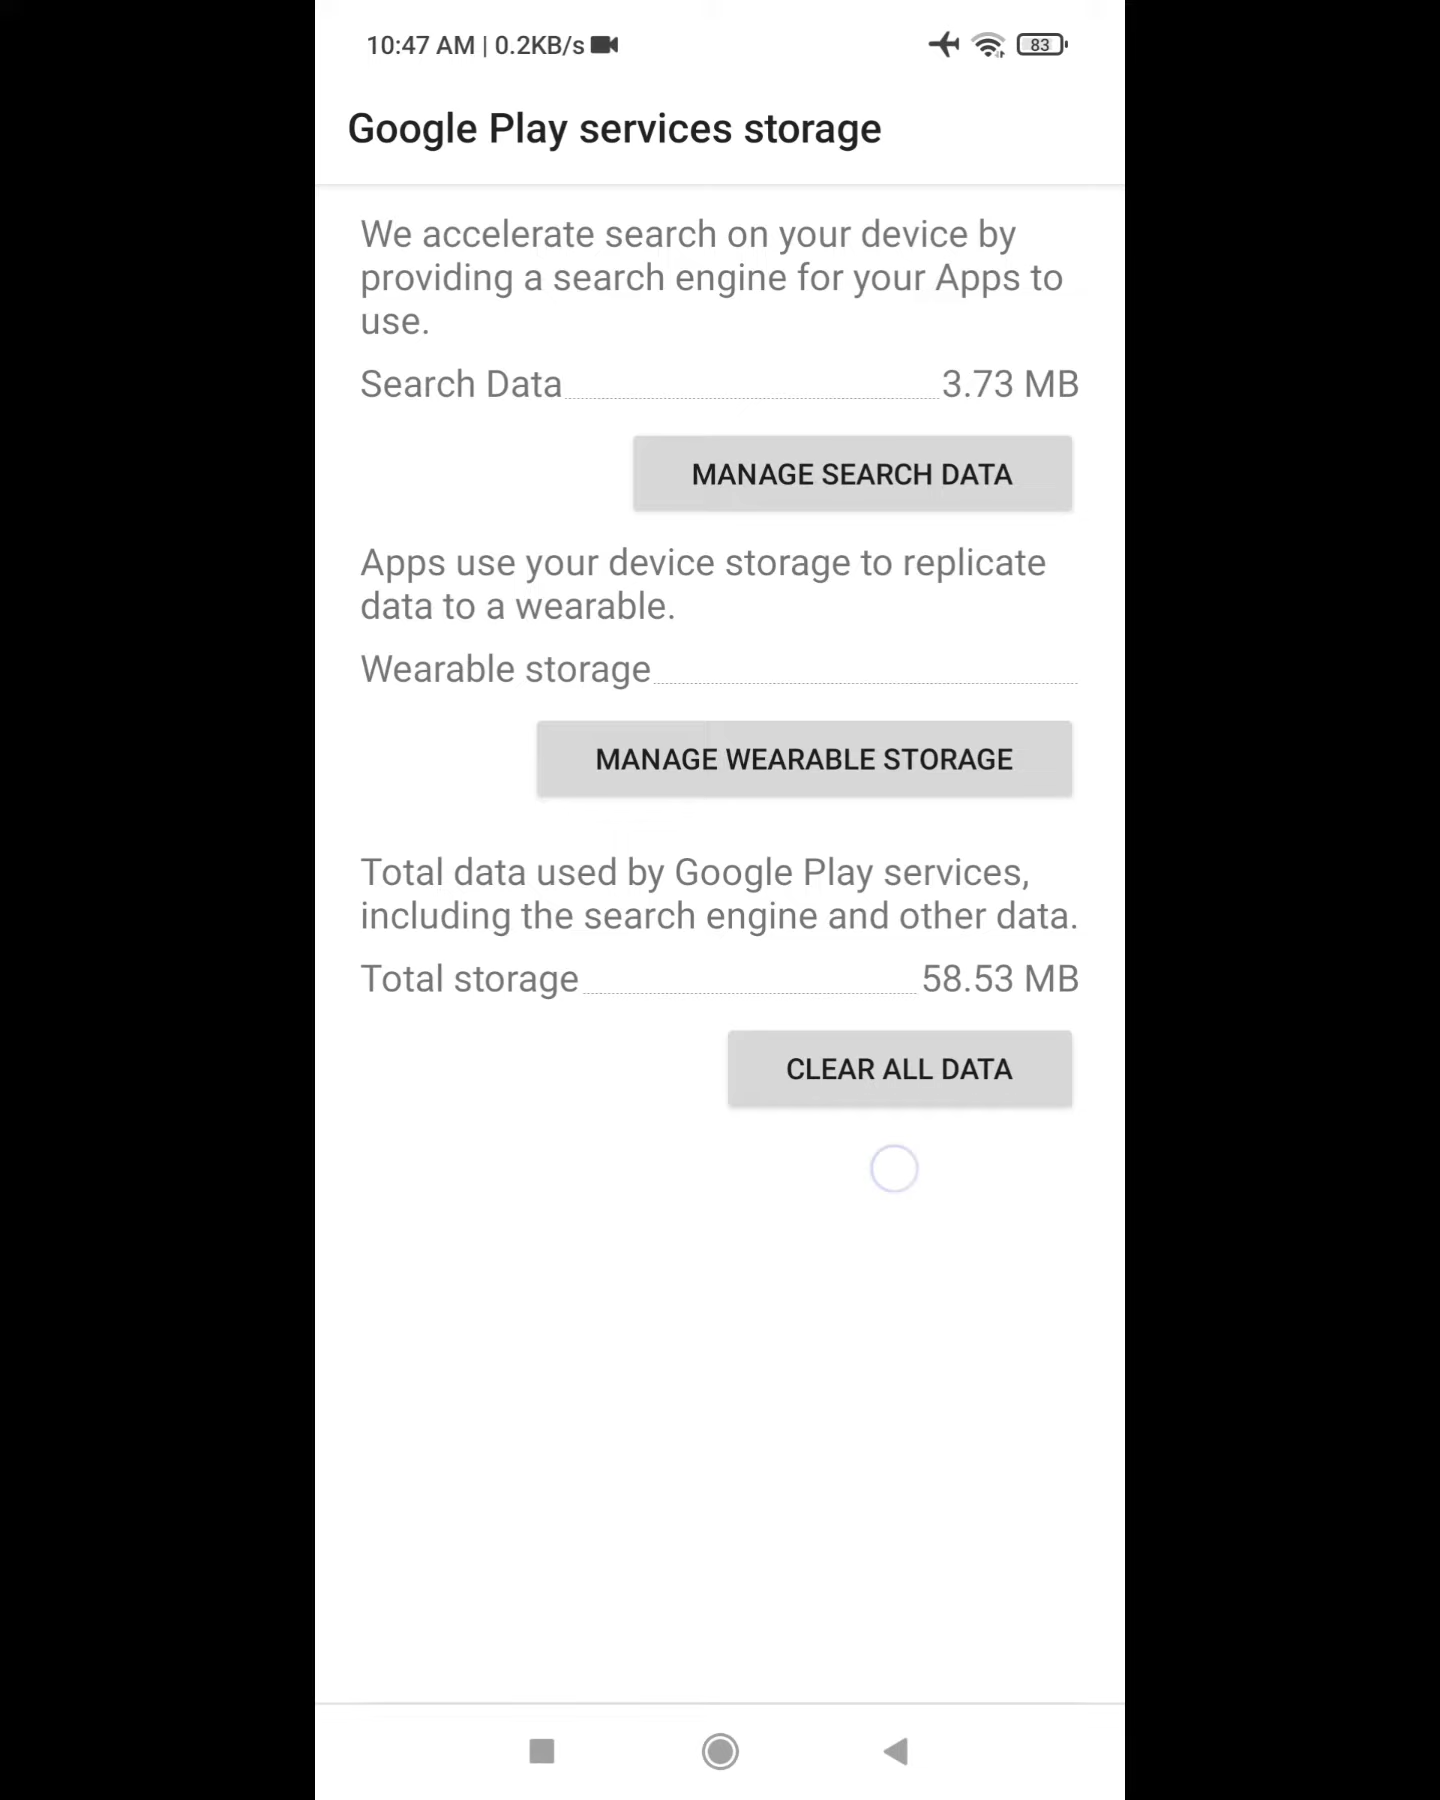 10:47 AM | 0.2KB/s
83
Google Play services storage
We accelerate search on your device by
providing a search engine for your Apps to
use.
Search Data 3.73 MB
MANAGE SEARCH DATA
Apps use your device storage to replicate
data to a wearable.
Wearable storage
MANAGE WEARABLE STORAGE
Total data used by Google Play services,
including the search engine and other data.
Total storage 58.53 MB
CLEAR ALL DATA